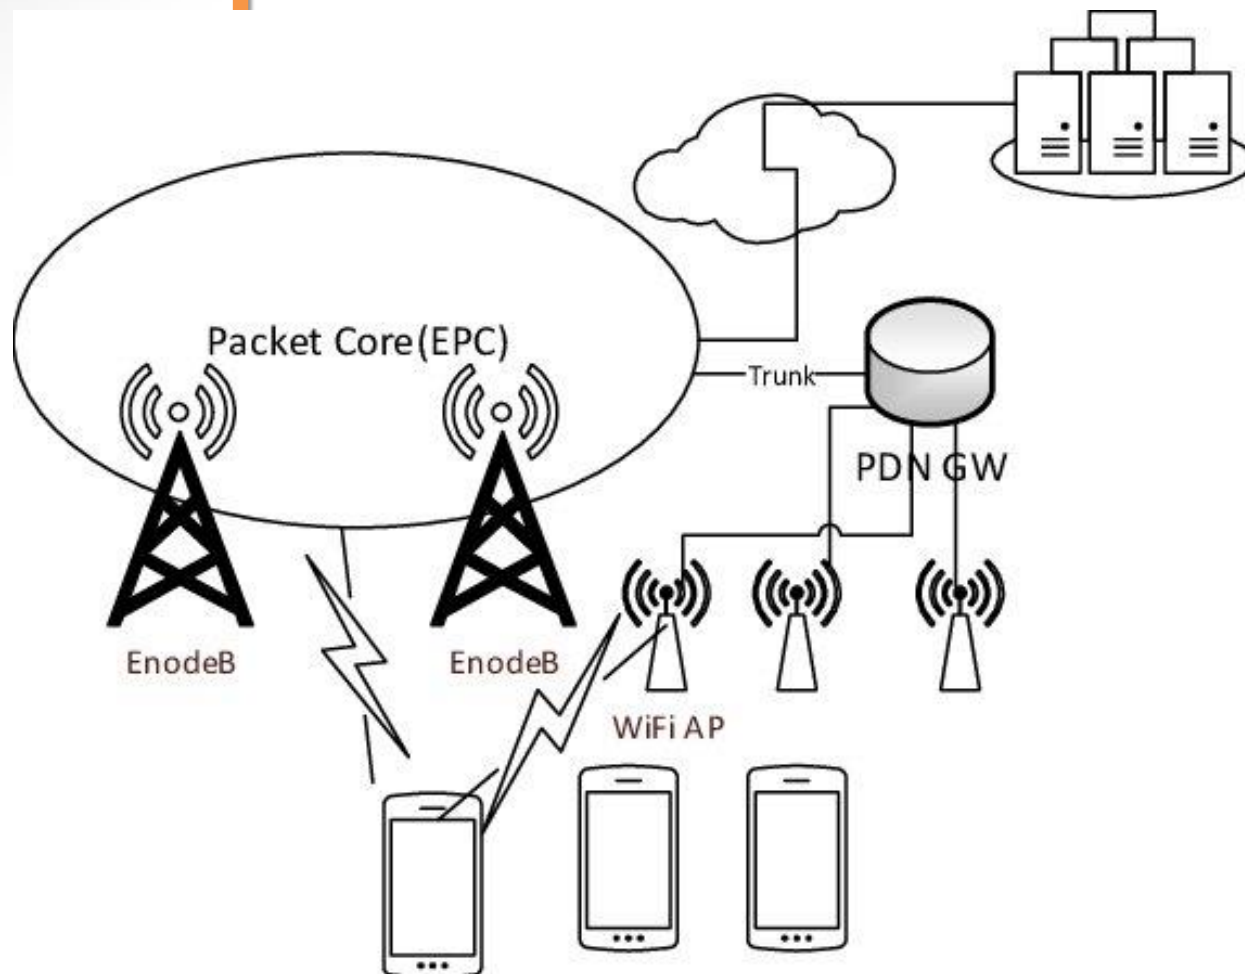 Packet Core(EPC)
Trunk
PDN GW
EnodeB
EnodeB
WiFi AP